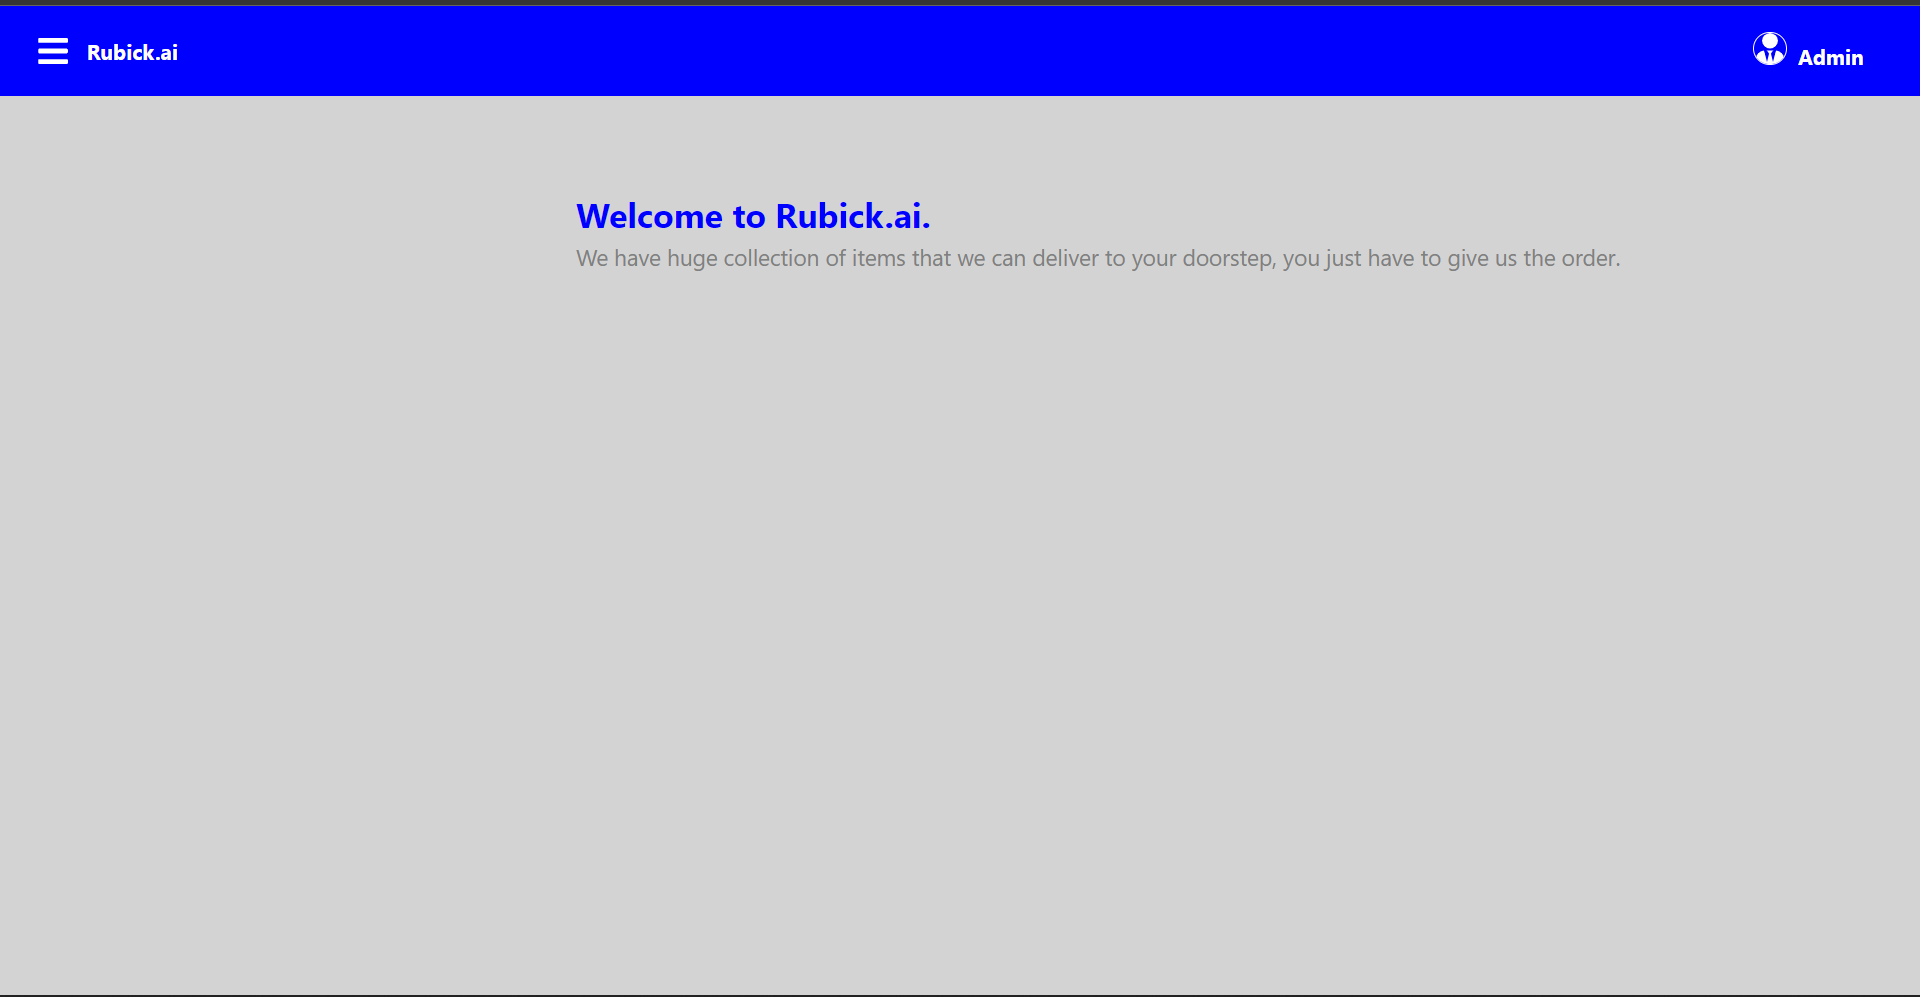 Rubick.ai
Admin
Welcome to Rubick.ai.
We have huge collection of items that we can deliver to your doorstep, you just have to give us the order.